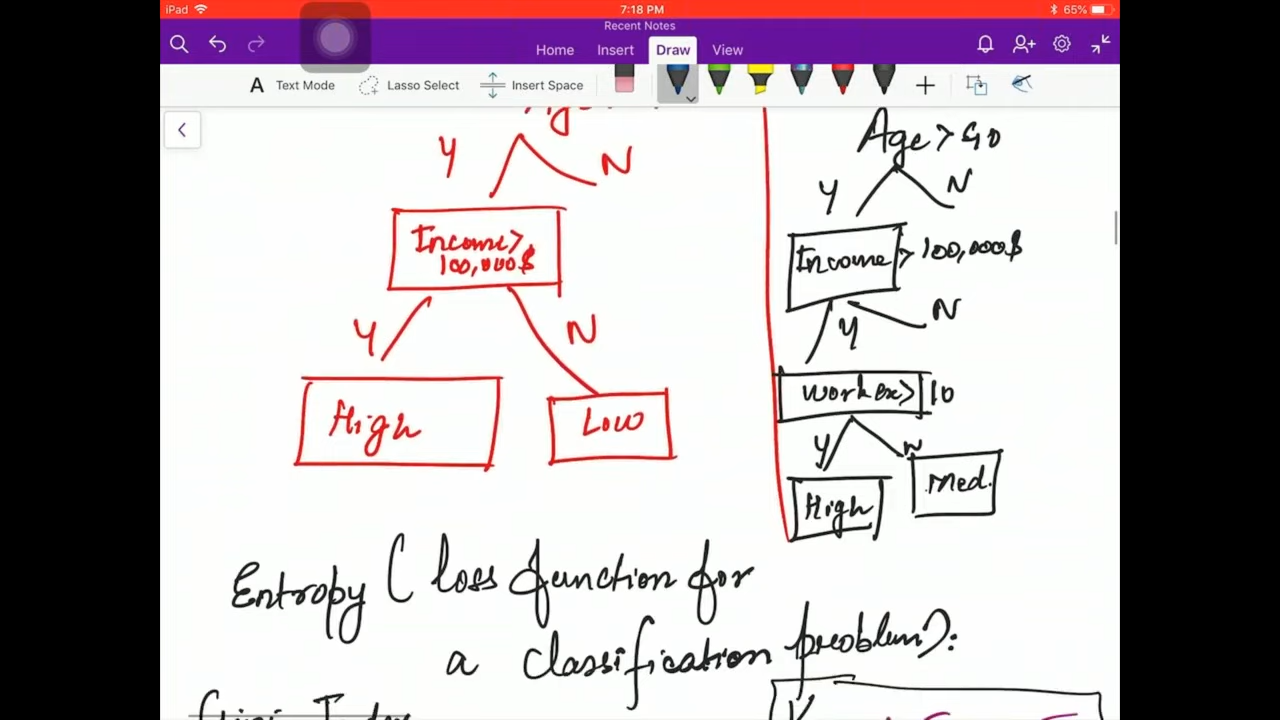 iPad 7:18 PM 65%
Recent Notes
Home Insert Draw View
A Text Mode Lasso Select Insert Space
Y N
Income>
100,000$
Y N
High Low
Age > 40
Y N
Income > 100,000$
Y N
Workex> 10
Y N
High Med.
Entropy ( loss function for
a classification problem):